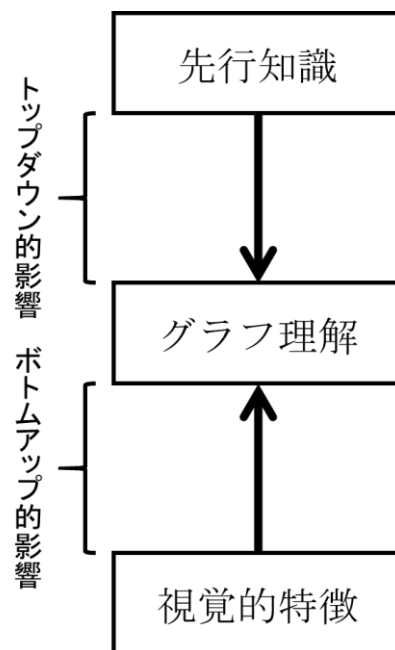 先行知識
トップダウン的影響
グラフ理解
ボトムアップ的影響
視覚的特徴